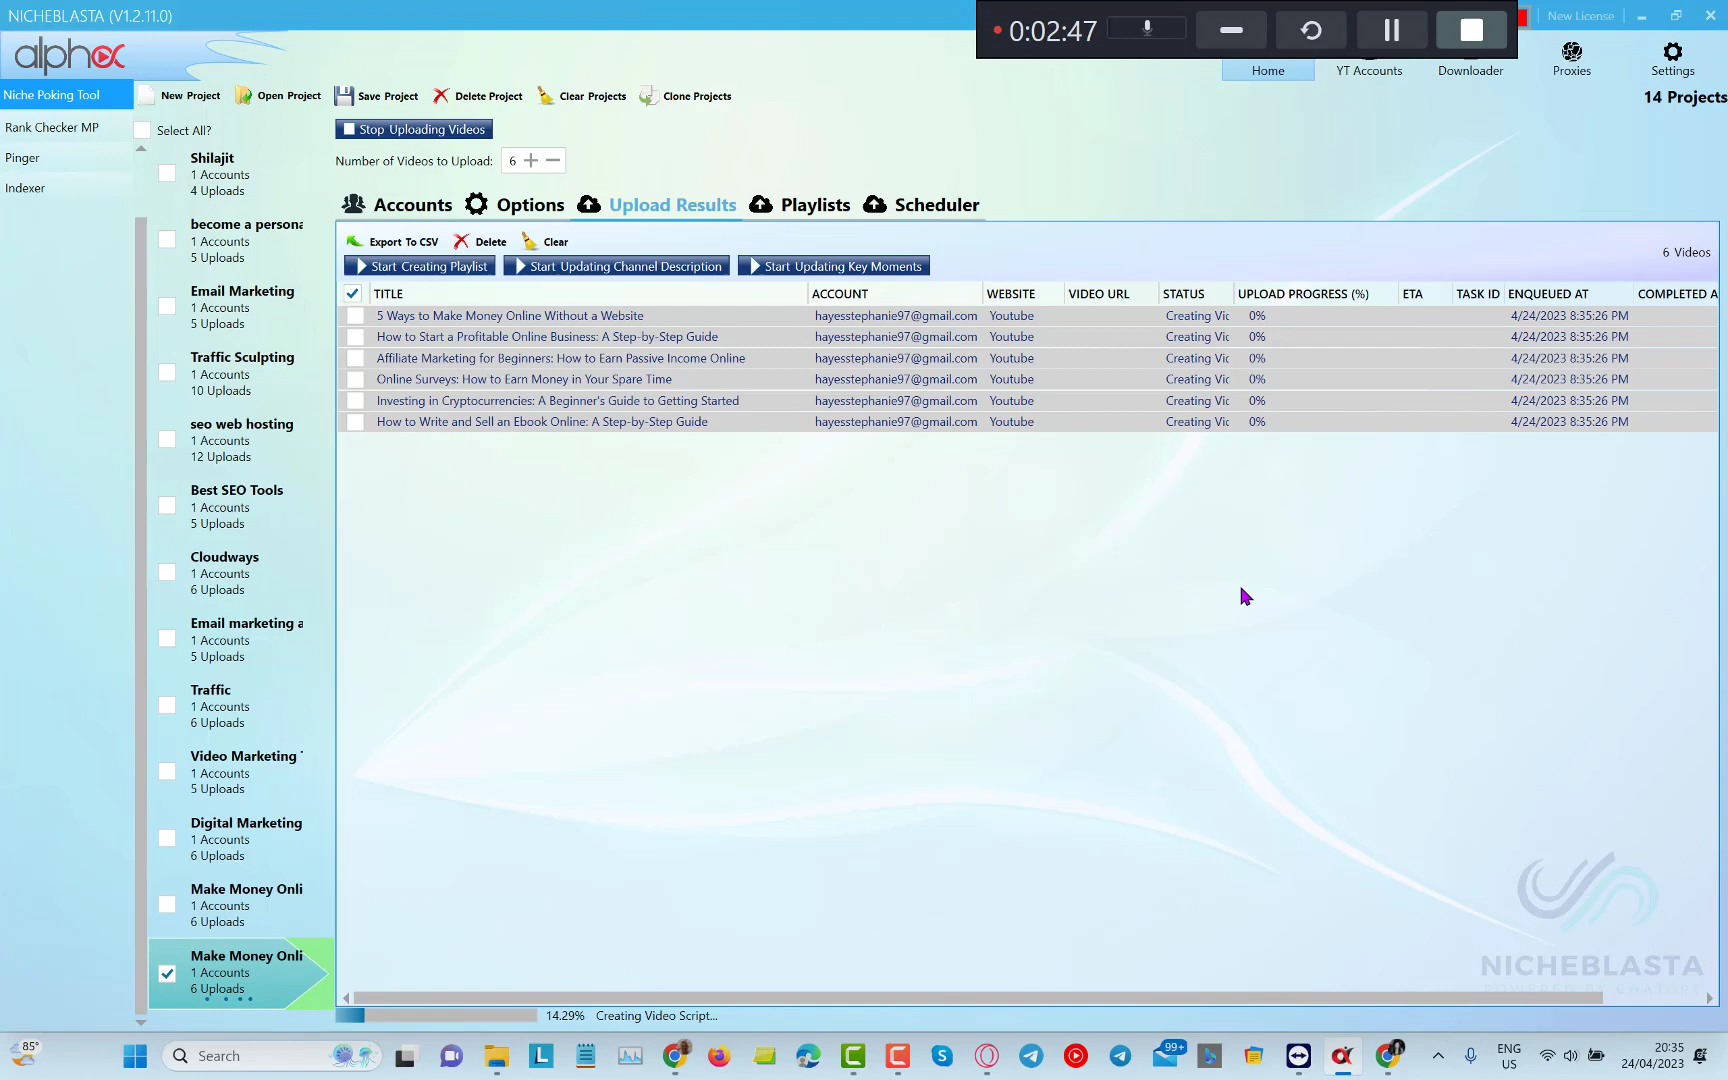 NICHEBLASTA (V1.2.11.0)
0:02:47
New License
alpha
Home
YT Accounts
Downloader
Proxies
Settings
14 Projects
Niche Poking Tool
Rank Checker MP
Pinger
Indexer
New Project
Open Project
Save Project
Delete Project
Clear Projects
Clone Projects
Select All?
Stop Uploading Videos
Number of Videos to Upload: 6
Shilajit
1 Accounts
4 Uploads
become a persona
1 Accounts
5 Uploads
Email Marketing
1 Accounts
5 Uploads
Traffic Sculpting
1 Accounts
10 Uploads
seo web hosting
1 Accounts
12 Uploads
Best SEO Tools
1 Accounts
5 Uploads
Cloudways
1 Accounts
6 Uploads
Email marketing a
1 Accounts
5 Uploads
Traffic
1 Accounts
6 Uploads
Video Marketing
1 Accounts
5 Uploads
Digital Marketing
1 Accounts
6 Uploads
Make Money Onli
1 Accounts
6 Uploads
Make Money Onli
1 Accounts
6 Uploads
Accounts
Options
Upload Results
Playlists
Scheduler
Export To CSV
Delete
Clear
6 Videos
Start Creating Playlist
Start Updating Channel Description
Start Updating Key Moments
TITLE ACCOUNT WEBSITE VIDEO URL STATUS UPLOAD PROGRESS (%) ETA TASK ID ENQUEUED AT COMPLETED A
5 Ways to Make Money Online Without a Website hayesstephanie97@gmail.com Youtube Creating Vic 0% 4/24/2023 8:35:26 PM
How to Start a Profitable Online Business: A Step-by-Step Guide hayesstephanie97@gmail.com Youtube Creating Vic 0% 4/24/2023 8:35:26 PM
Affiliate Marketing for Beginners: How to Earn Passive Income Online hayesstephanie97@gmail.com Youtube Creating Vic 0% 4/24/2023 8:35:26 PM
Online Surveys: How to Earn Money in Your Spare Time hayesstephanie97@gmail.com Youtube Creating Vic 0% 4/24/2023 8:35:26 PM
Investing in Cryptocurrencies: A Beginner's Guide to Getting Started hayesstephanie97@gmail.com Youtube Creating Vic 0% 4/24/2023 8:35:26 PM
How to Write and Sell an Ebook Online: A Step-by-Step Guide hayesstephanie97@gmail.com Youtube Creating Vic 0% 4/24/2023 8:35:26 PM
NICHEBLASTA
14.29% Creating Video Script...
85°
Search
99+
ENG
US
20:35
24/04/2023